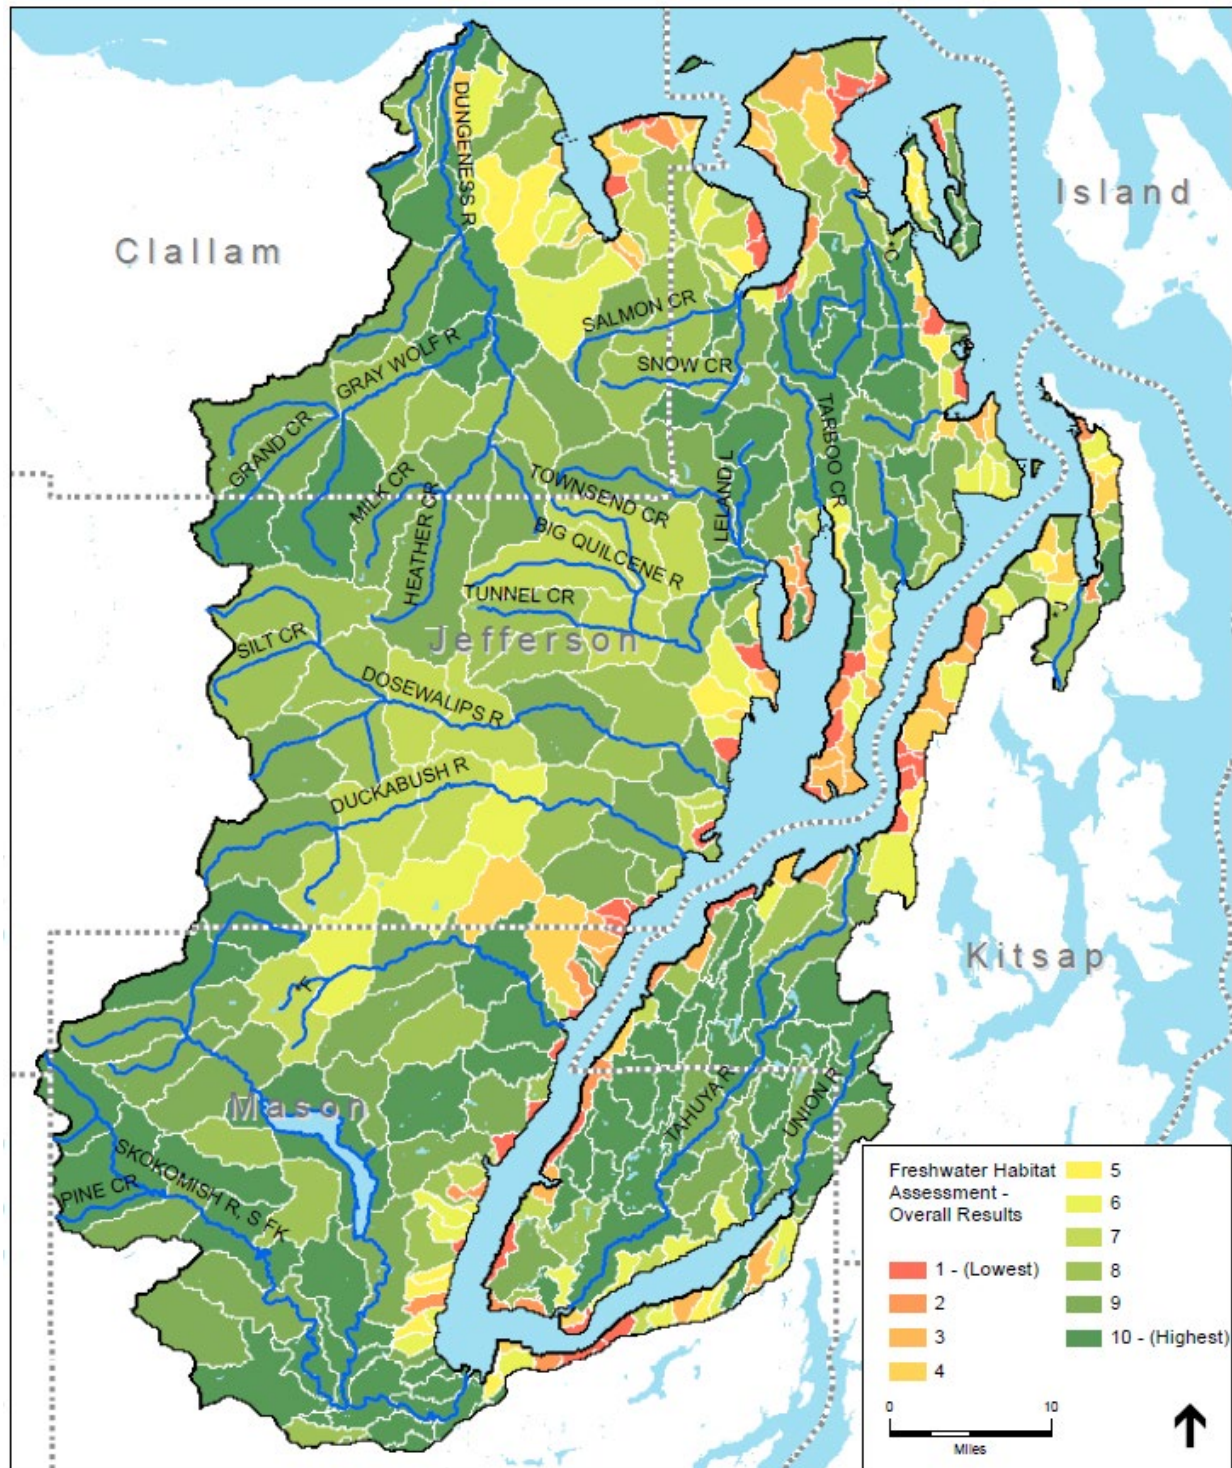 DUNGENESS R
Island
Clallam
*C
SALMON CR
SNOW CR
GRAY WOLF R
GRAND CR
TARBOO CR
MILK CR
HEATHER CR
TOWNSEND CR
LELAND L
BIG QUILCENE R
TUNNEL CR
*J
Jefferson
SILT CR
DOSEWALIPS R
DUCKABUSH R
Kitsap
Mason
TAHUYA R
UNION R
SKOKOMISH R, S FK
PINE CR
Freshwater Habitat
Assessment -
Overall Results
1 - (Lowest)
2
3
4
5
6
7
8
9
10 - (Highest)
0
10
Miles